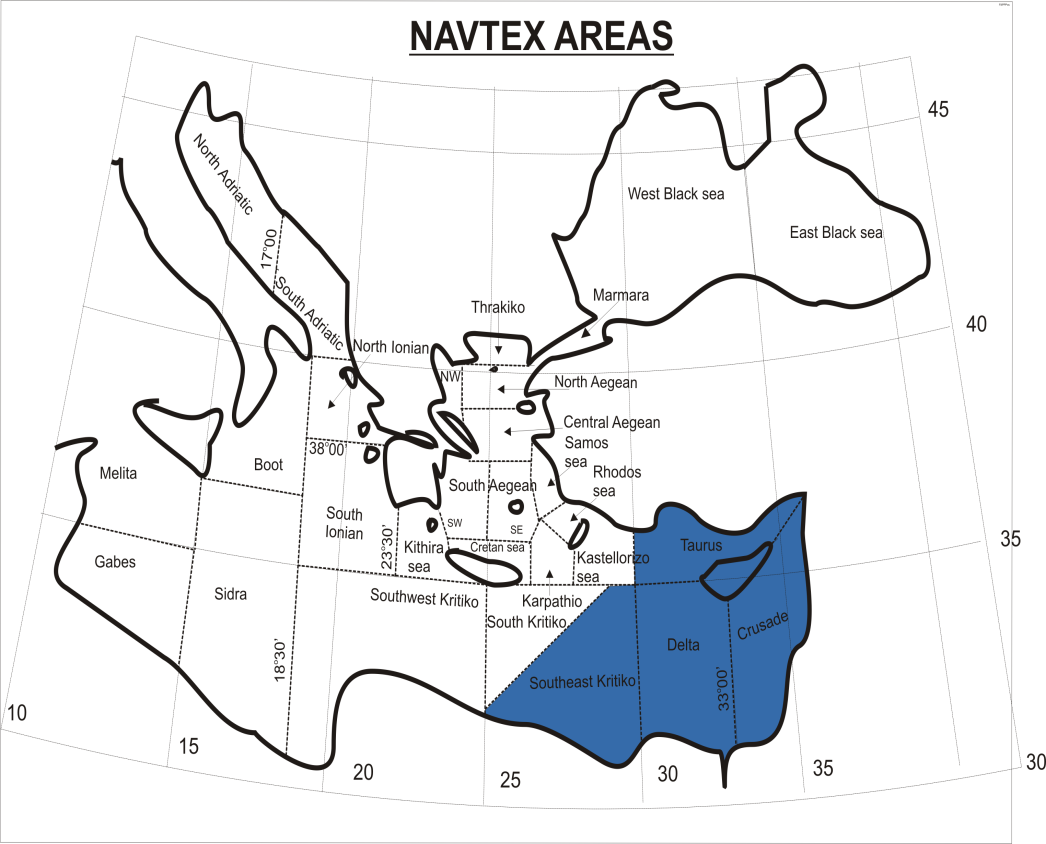 NAVTEX AREAS
45
North Adriatic
West Black sea
East Black sea
17°00
South Adriatic
Marmara
Thrakiko
40
North Ionian
NW
North Aegean
Central Aegean
Samos
sea
38°00'
Boot
Melita
Rhodos
sea
South Aegean
South
Ionian
SW
SE
35
Gabes
23°30'
Kithira
sea
Cretan sea
Taurus
Kastellorizo
sea
Sidra
Southwest Kritiko
Karpathio
South Kritiko
Crusade
Delta
18°30'
Southeast Kritiko
33°00'
10
15
20
25
30
35
30